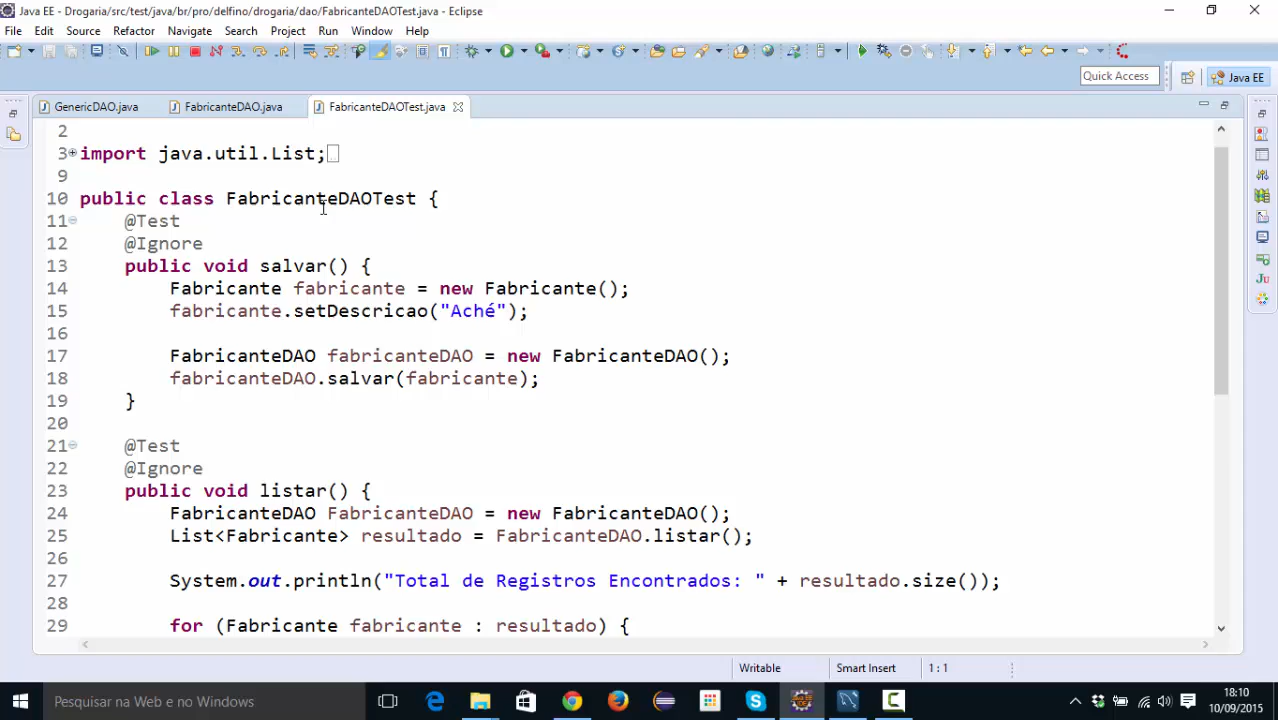 Java EE - Drogaria/src/test/java/br/pro/delfino/drogaria/dao/FabricanteDAOTest.java - Eclipse
File Edit Source Refactor Navigate Search Project Run Window Help
Quick Access Java EE
GenericDAO.java FabricanteDAO.java FabricanteDAOTest.java
2
3 import java.util.List;
9
10 public class FabricanteDAOTest {
11 @Test
12 @Ignore
13 public void salvar() {
14 Fabricante fabricante = new Fabricante();
15 fabricante.setDescricao("Aché");
16
17 FabricanteDAO fabricanteDAO = new FabricanteDAO();
18 fabricanteDAO.salvar(fabricante);
19 }
20
21 @Test
22 @Ignore
23 public void listar() {
24 FabricanteDAO FabricanteDAO = new FabricanteDAO();
25 List<Fabricante> resultado = FabricanteDAO.listar();
26
27 System.out.println("Total de Registros Encontrados: " + resultado.size());
28
29 for (Fabricante fabricante : resultado) {
Writable Smart Insert 1 : 1
Pesquisar na Web e no Windows
18:10
10/09/2015